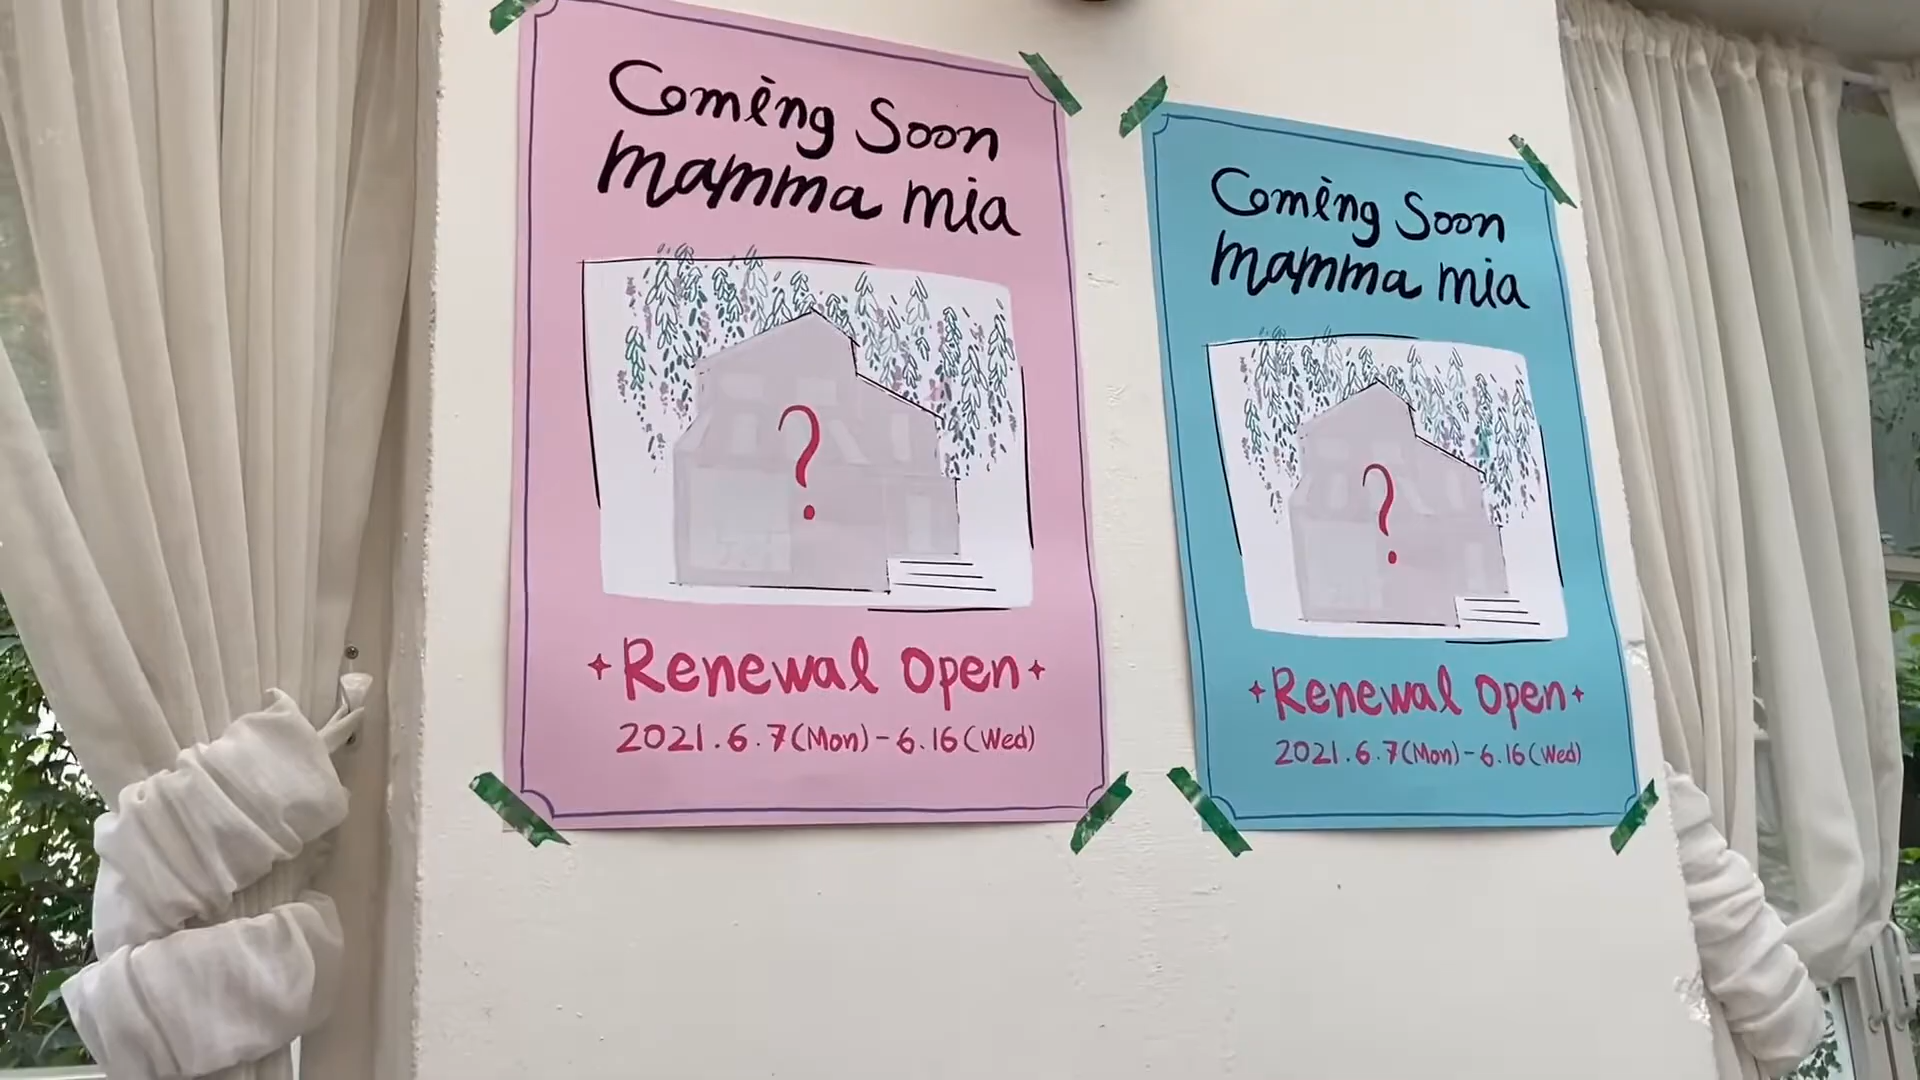 Coming Soon
mamma mia
?
Renewal Open
2021.6.7(Mon)-6.16(Wed)
Coming Soon
mamma mia
?
Renewal Open
2021.6.7(Mon)-6.16(Wed)